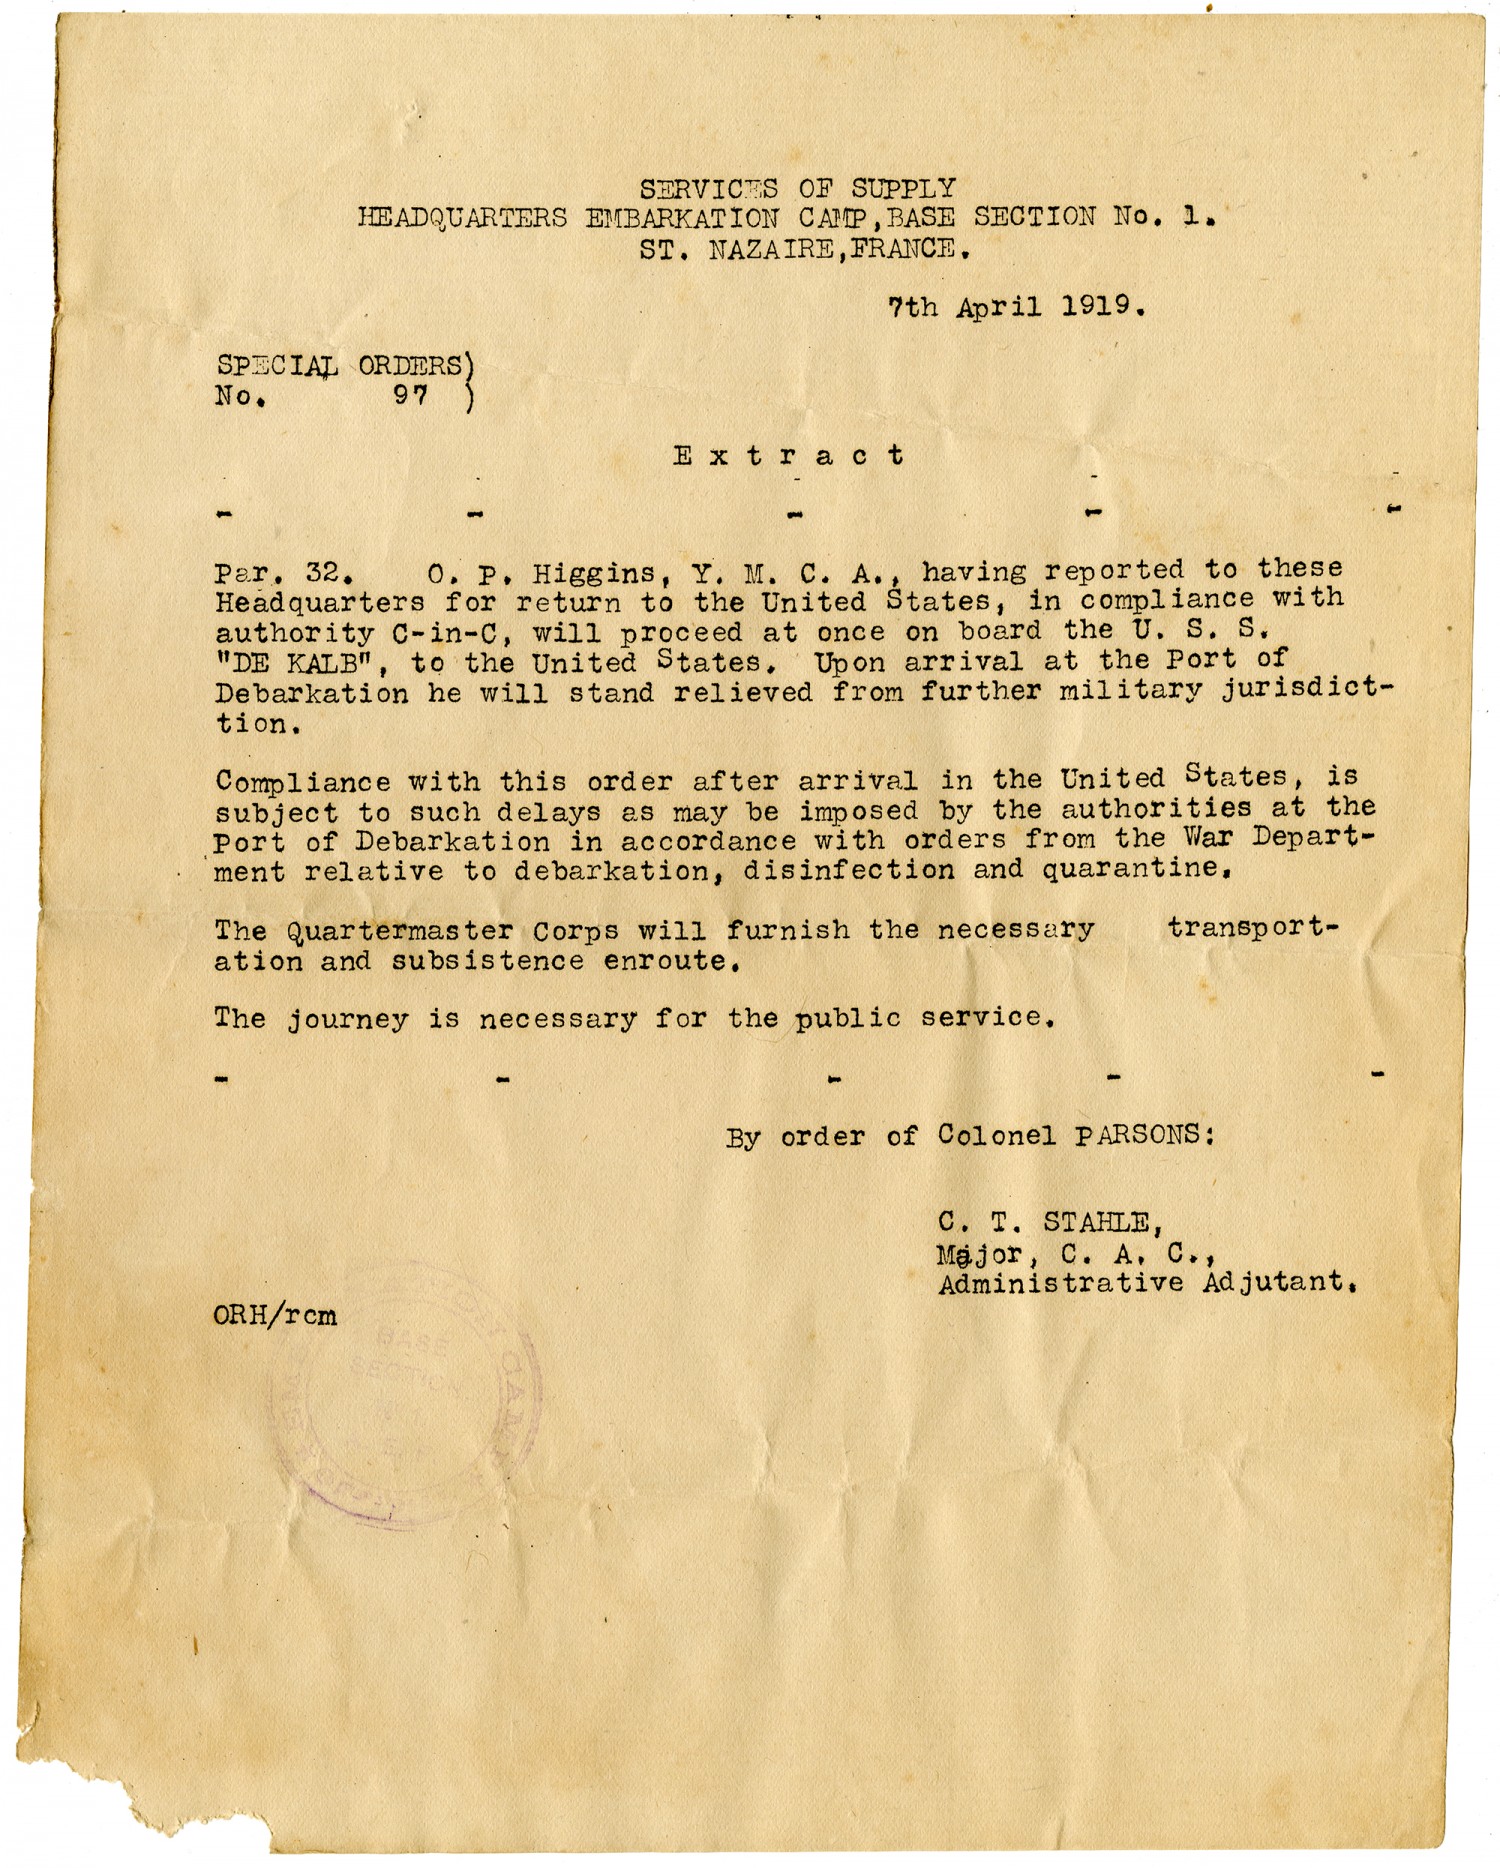 SERVICES OF SUPPLY
HEADQUARTERS EMBARKATION CAMP, BASE SECTION No. 1.
ST. NAZAIRE, FRANCE.
7th April 1919.
SPECIAL ORDERS)
No. 97 )
E x t r a c t
- - - - -
Par. 32. O. P. Higgins, Y. M. C. A., having reported to these
Headquarters for return to the United States, in compliance with
authority C-in-C, will proceed at once on board the U. S. S.
"DE KALB", to the United States. Upon arrival at the Port of
Debarkation he will stand relieved from further military jurisdict-
tion.
Compliance with this order after arrival in the United States, is
subject to such delays as may be imposed by the authorities at the
Port of Debarkation in accordance with orders from the War Depart-
ment relative to debarkation, disinfection and quarantine.
The Quartermaster Corps will furnish the necessary transport-
ation and subsistence enroute.
The journey is necessary for the public service.
- - - - -
By order of Colonel PARSONS:
C. T. STAHLE,
Major, C. A. C.,
Administrative Adjutant.
ORH/rcm
BASE
SECTION
CAMP